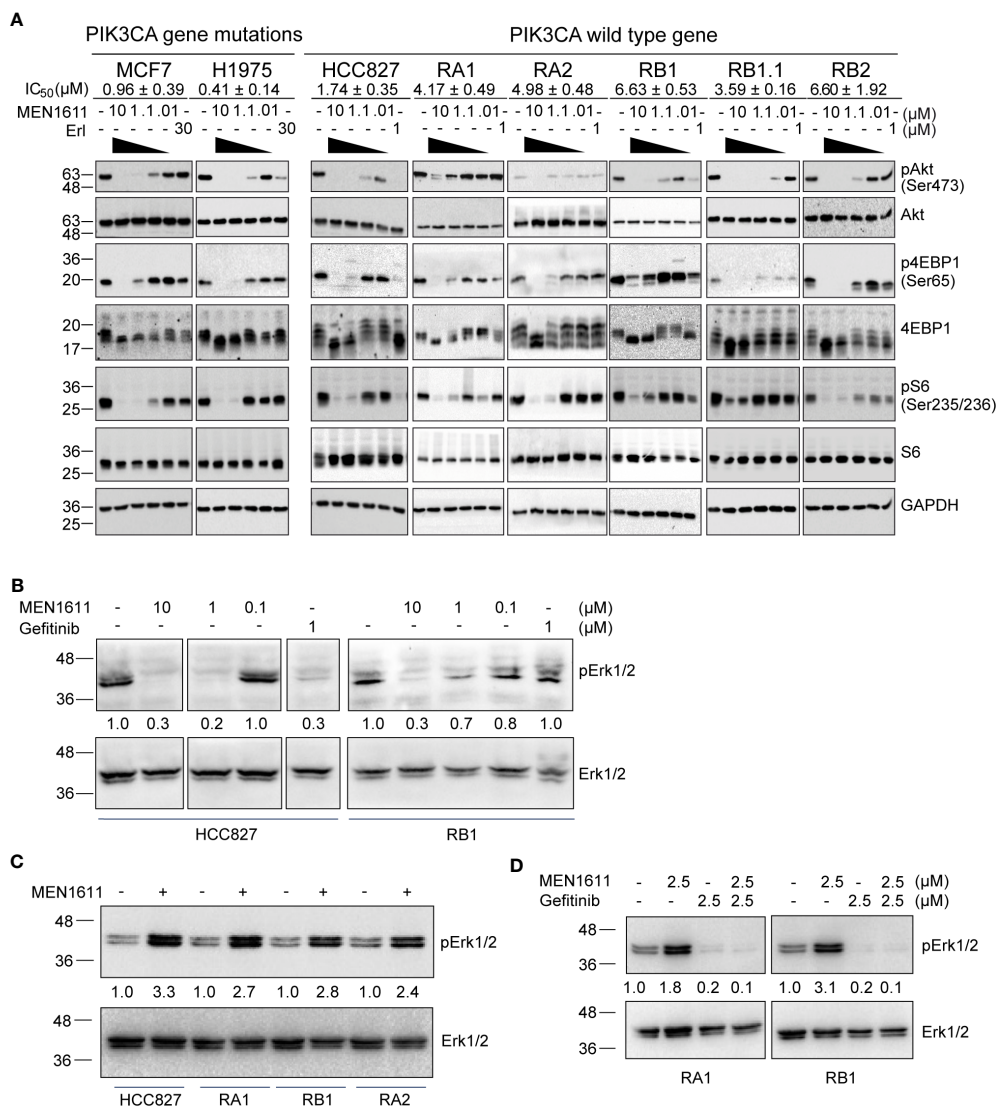 A
PIK3CA gene mutations PIK3CA wild type gene
MCF7 H1975 HCC827 RA1 RA2 RB1 RB1.1 RB2
IC50(µM) 0.96 ± 0.39 0.41 ± 0.14 1.74 ± 0.35 4.17 ± 0.49 4.98 ± 0.48 6.63 ± 0.53 3.59 ± 0.16 6.60 ± 1.92
MEN1611 - 10 1 .1 .01 - - 10 1 .1 .01 - - 10 1 .1 .01 - - 10 1 .1 .01 - - 10 1 .1 .01 - - 10 1 .1 .01 - - 10 1 .1 .01 - - 10 1 .1 .01 - (µM)
Erl - - - - - 30 - - - - - 30 - - - - - 1 - - - - - 1 - - - - - 1 - - - - - 1 - - - - - 1 - - - - - 1 (µM)
63 pAkt
48 (Ser473)
63 Akt
48
36 p4EBP1
20 (Ser65)
20 4EBP1
17
36 pS6
25 (Ser235/236)
36 S6
25
36 GAPDH
25
B
MEN1611 - 10 1 0.1 - 10 1 0.1 - (µM)
Gefitinib - - - - 1 - - - - 1 (µM)
48 pErk1/2
36
1.0 0.3 0.2 1.0 0.3 1.0 0.3 0.7 0.8 1.0
48 Erk1/2
36
HCC827 RB1
C
MEN1611 - + - + - + - +
48 pErk1/2
36
1.0 3.3 1.0 2.7 1.0 2.8 1.0 2.4
48 Erk1/2
36
HCC827 RA1 RB1 RA2
D
MEN1611 - 2.5 - 2.5 - 2.5 - 2.5 (µM)
Gefitinib - - 2.5 2.5 - - 2.5 2.5 (µM)
48 pErk1/2
36
1.0 1.8 0.2 0.1 1.0 3.1 0.2 0.1
48 Erk1/2
36
RA1 RB1